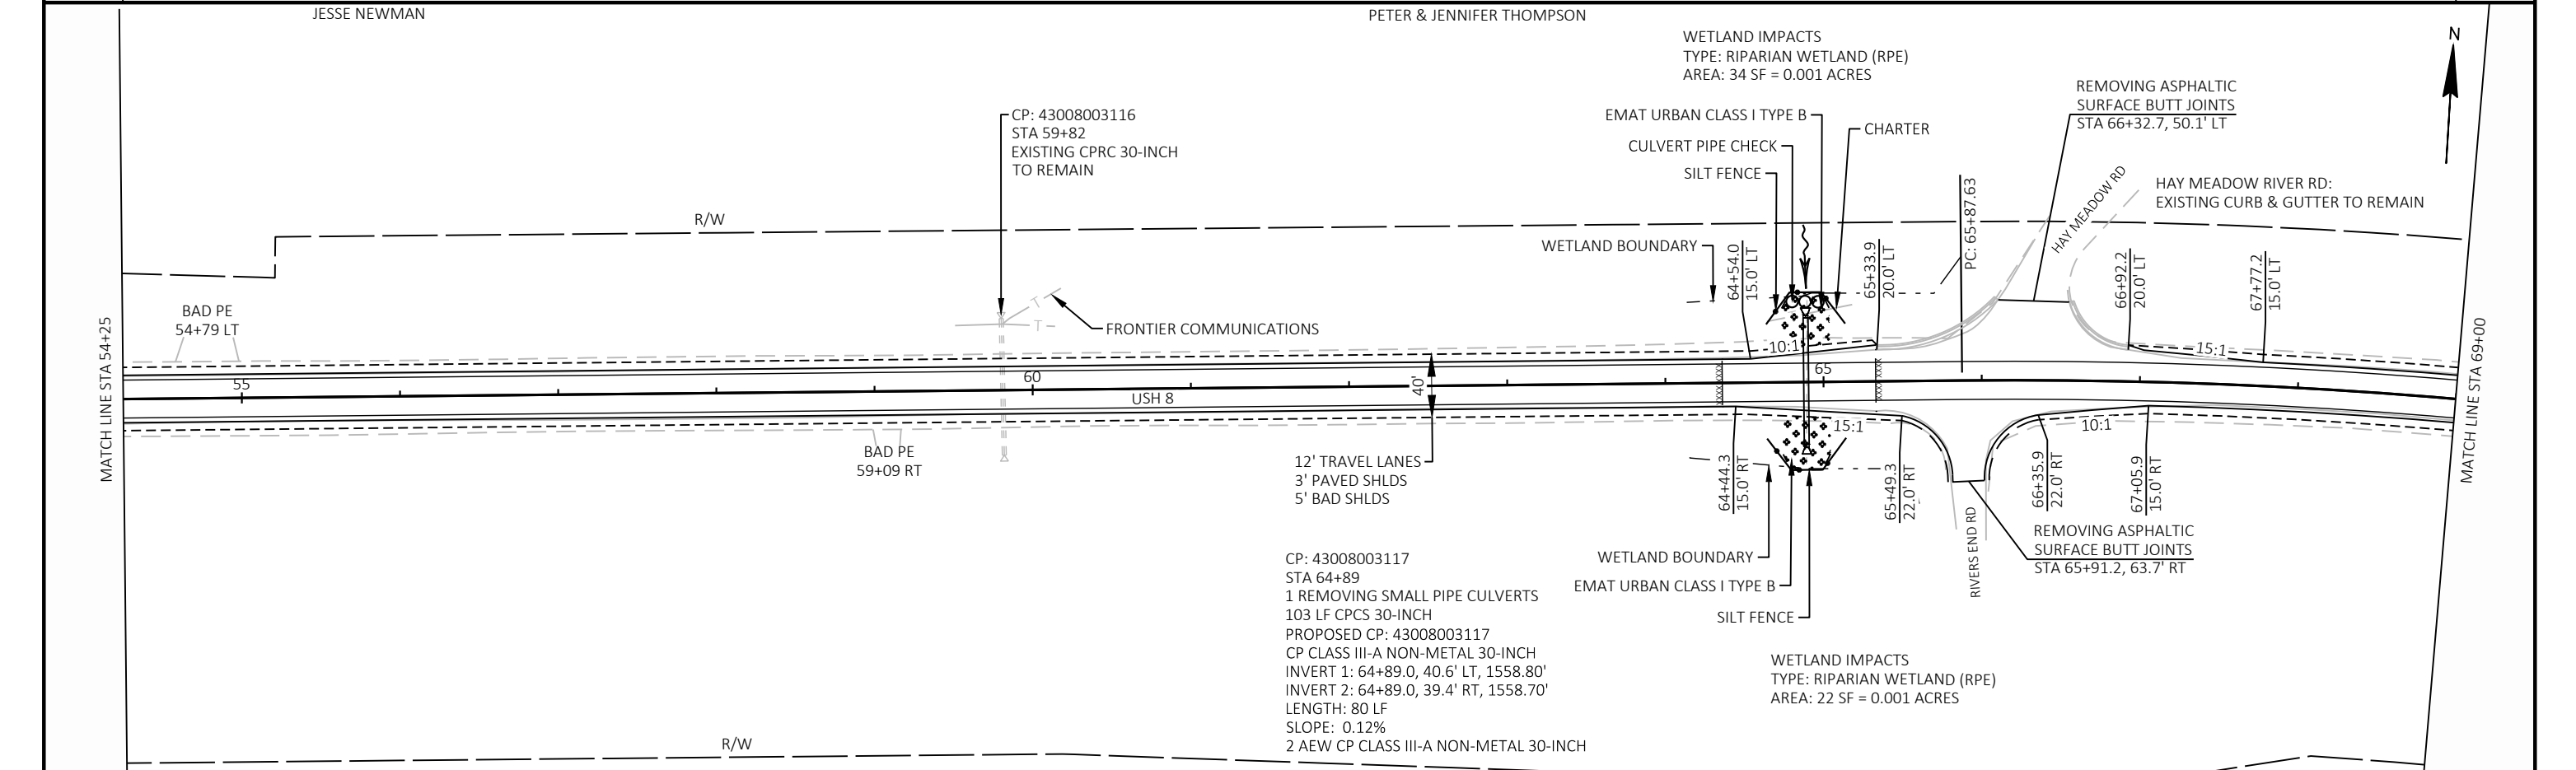 JESSE NEWMAN
PETER & JENNIFER THOMPSON
WETLAND IMPACTS
TYPE: RIPARIAN WETLAND (RPE)
AREA: 34 SF = 0.001 ACRES
N
REMOVING ASPHALTIC
SURFACE BUTT JOINTS
STA 66+32.7, 50.1' LT
CP: 43008003116
STA 59+82
EXISTING CPRC 30-INCH
TO REMAIN
EMAT URBAN CLASS I TYPE B
CHARTER
CULVERT PIPE CHECK
SILT FENCE
HAY MEADOW RD
HAY MEADOW RIVER RD:
EXISTING CURB & GUTTER TO REMAIN
R/W
WETLAND BOUNDARY
64+54.0
15.0' LT
65+33.9
20.0' LT
PC: 65+87.63
66+92.2
20.0' LT
67+77.2
15.0' LT
BAD PE
54+79 LT
T
T
FRONTIER COMMUNICATIONS
MATCH LINE STA 54+25
MATCH LINE STA 69+00
10:1
15:1
55
60
65
USH 8
40'
BAD PE
59+09 RT
12' TRAVEL LANES
3' PAVED SHLDS
5' BAD SHLDS
15:1
10:1
64+44.3
15.0' RT
65+49.3
22.0' RT
66+35.9
22.0' RT
67+05.9
15.0' RT
RIVERS END RD
REMOVING ASPHALTIC
SURFACE BUTT JOINTS
STA 65+91.2, 63.7' RT
WETLAND BOUNDARY
EMAT URBAN CLASS I TYPE B
SILT FENCE
CP: 43008003117
STA 64+89
1 REMOVING SMALL PIPE CULVERTS
103 LF CPCS 30-INCH
PROPOSED CP: 43008003117
CP CLASS III-A NON-METAL 30-INCH
INVERT 1: 64+89.0, 40.6' LT, 1558.80'
INVERT 2: 64+89.0, 39.4' RT, 1558.70'
LENGTH: 80 LF
SLOPE: 0.12%
2 AEW CP CLASS III-A NON-METAL 30-INCH
WETLAND IMPACTS
TYPE: RIPARIAN WETLAND (RPE)
AREA: 22 SF = 0.001 ACRES
R/W